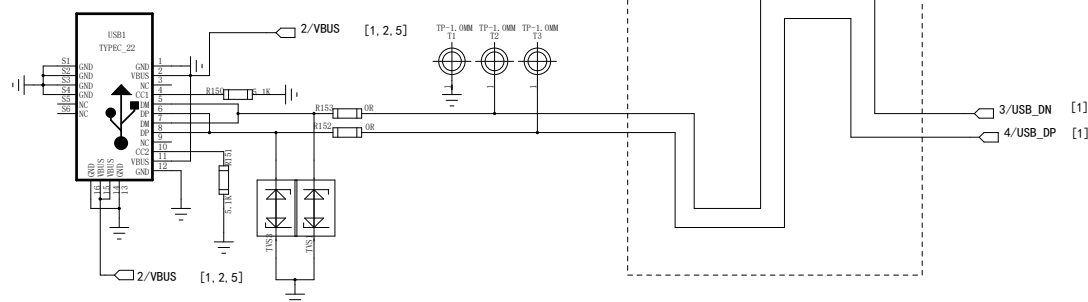 2/VBUS [1, 2, 5]
USB1
TYPEC_22
TP-1.0MM TP-1.0MM TP-1.0MM
T1 T2 T3
1 1 1
S1 GND
S2 GND
S3 GND
S4 GND
S5 NC
S6 NC
GND 1
VBUS 2
NC 3
CC1 4
DM 5
DP 6
DM 7
DP 8
NC 9
CC2 10
VBUS 11
GND 12
R150 5.1K
R153 0R
R152 0R
R151
5.1K
GND 16
VBUS 15
VBUS 14
GND 13
TVS3
3/USB_DN [1]
4/USB_DP [1]
2/VBUS [1, 2, 5]